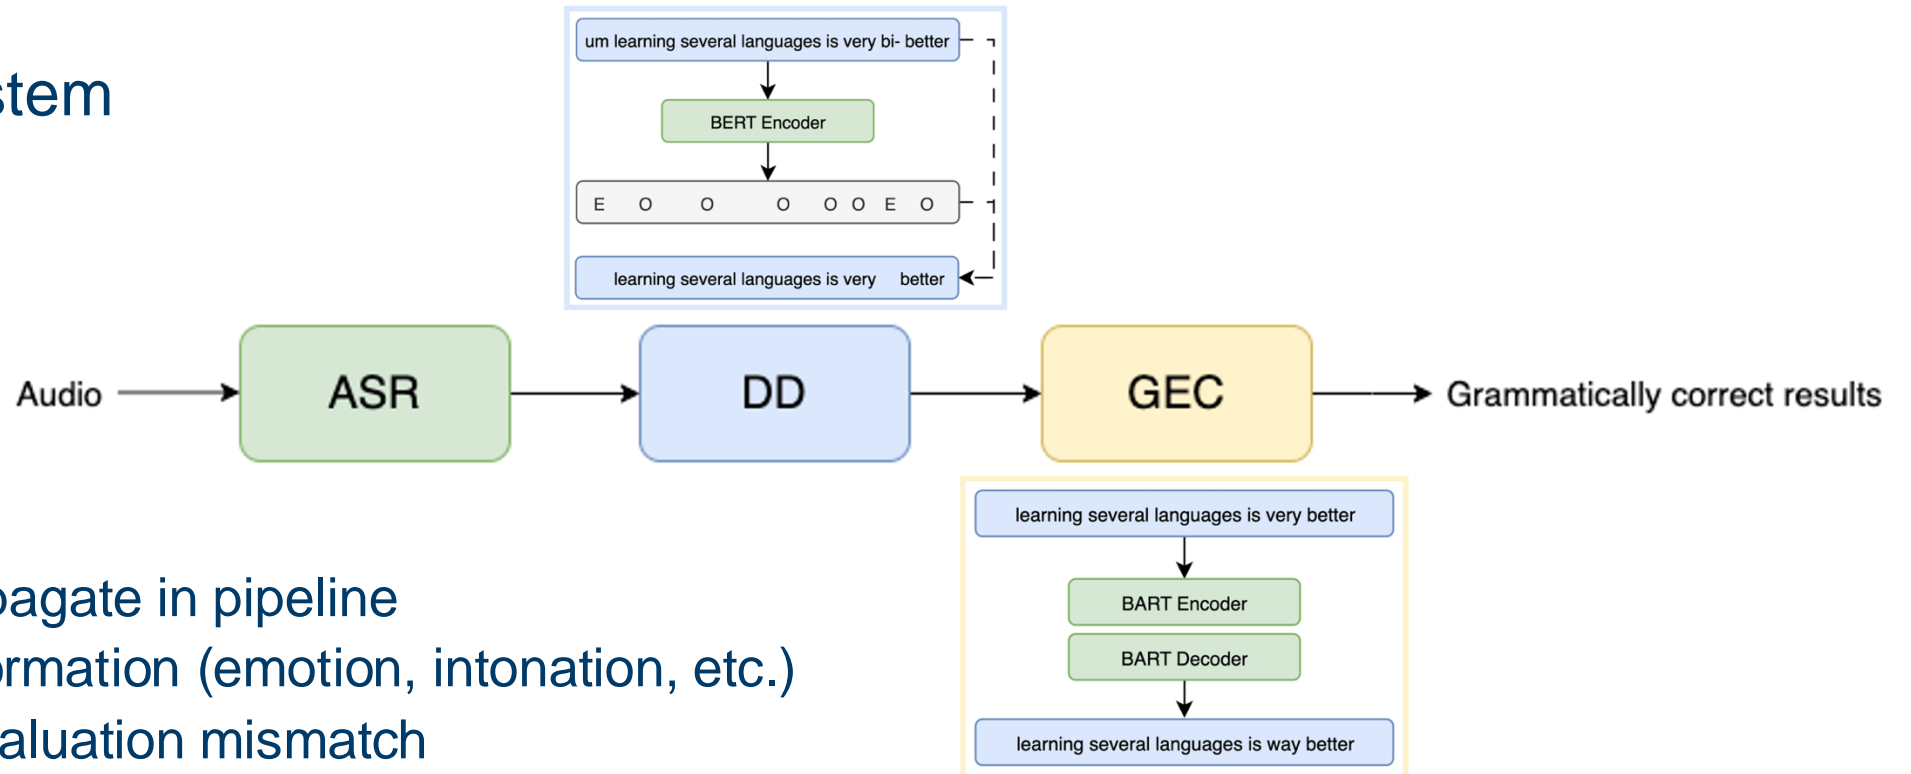 stem
um learning several languages is very bi- better
BERT Encoder
E O O O O O E O
learning several languages is very better
Audio
ASR
DD
GEC
Grammatically correct results
learning several languages is very better
BART Encoder
BART Decoder
learning several languages is way better
pagate in pipeline
ormation (emotion, intonation, etc.)
aluation mismatch